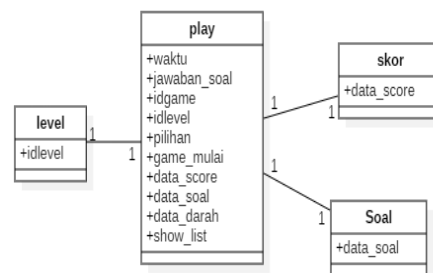 play
+waktu
+jawaban_soal
+idgame
+idlevel
+pilihan
+game_mulai
+data_score
+data_soal
+data_darah
+show_list
level
+idlevel
1
1
skor
+data_score
1
1
Soal
+data_soal
1
1